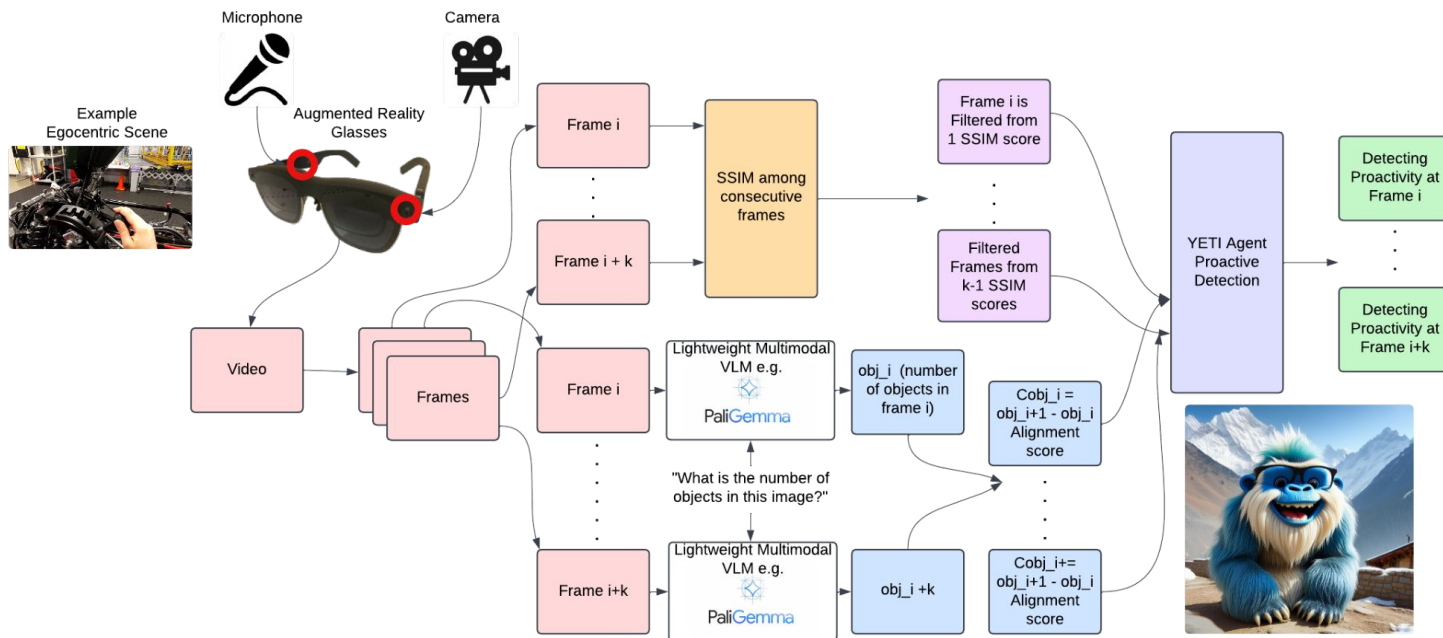 Microphone
Camera
Example
Egocentric Scene
Augmented Reality
Glasses
Frame i
Frame i + k
SSIM among
consecutive
frames
Frame i is
Filtered from
1 SSIM score
Filtered
Frames from
k-1 SSIM
scores
YETI Agent
Proactive
Detection
Detecting
Proactivity at
Frame i
Detecting
Proactivity at
Frame i+k
Video
Frames
Frame i
Lightweight Multimodal
VLM e.g.
PaliGemma
obj_i (number
of objects in
frame i)
Cobj_i =
obj_i+1 - obj_i
Alignment
score
"What is the number of
objects in this image?"
Frame i+k
Lightweight Multimodal
VLM e.g.
PaliGemma
obj_i +k
Cobj_i+=
obj_i+1 - obj_i
Alignment
score